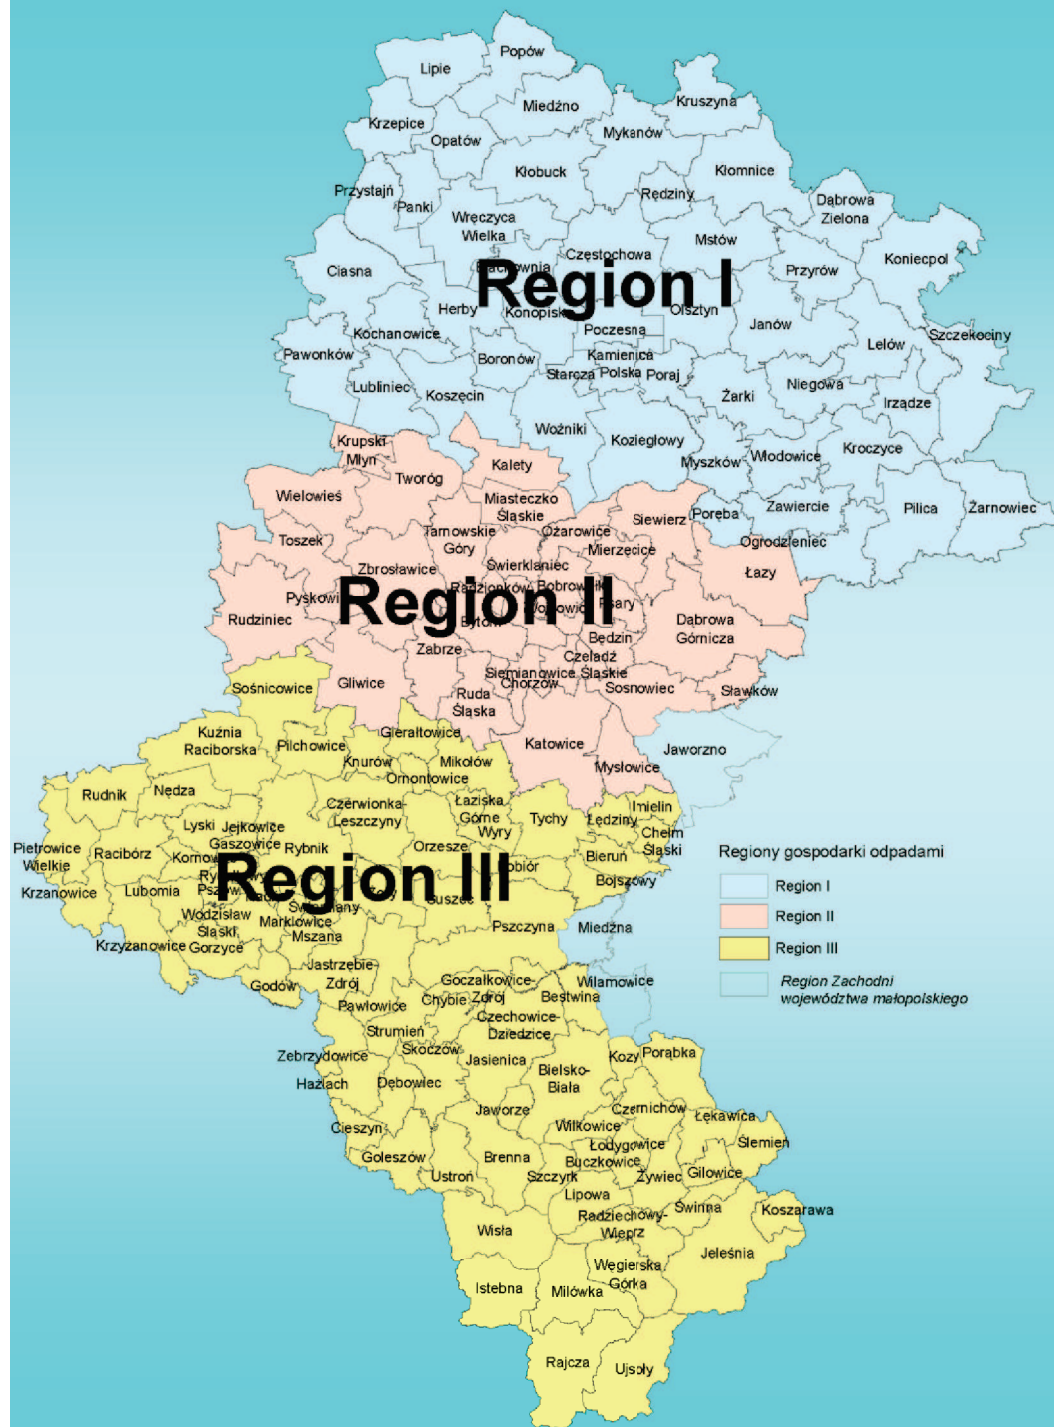 Popów
Lipie
Kruszyna
Miedźno
Krzepice
Mykanów
Opatów
Kłobuck
Kłomnice
Przystajń
Rędziny
Dąbrowa
Zielona
Panki
Wręczyca
Wielka
Mstów
Częstochowa
Koniecpol
Ciasna
Przyrów
Region I
Herby
Olsztyn
Janów
Kochanowice
Poczesna
Szczekociny
Lelów
Pawonków
Boronów
Kamienica
Polska
Starcza
Poraj
Lubliniec
Niegowa
Koszęcin
Żarki
Irządze
Woźniki
Koziegłowy
Krupski
Młyn
Kroczyce
Włodowice
Myszków
Kalety
Tworóg
Wielowieś
Miasteczko
Śląskie
Siewierz
Poręba
Zawiercie
Pilica
Żarnowiec
Tarnowskie
Góry
Ożarowice
Toszek
Mierzęcice
Ogrodzieniec
Świerklaniec
Zbrosławice
Łazy
Region II
Rudziniec
Dąbrowa
Górnicza
Będzin
Zabrze
Czeladź
Siemianowice Śląskie
Chorzów
Gliwice
Sosnowiec
Sławków
Sośnicowice
Ruda
Śląska
Kuźnia
Raciborska
Gierałtowice
Pilchowice
Katowice
Jaworzno
Knurów
Mikołów
Mysłowice
Ornontowice
Rudnik
Nędza
Czerwionka-
Leszczyny
Łaziska
Górne
Imielin
Wyry
Tychy
Lędziny
Lyski
Jejkowice
Chełm
Śląski
Gaszowice
Rybnik
Orzesze
Pietrowice
Wielkie
Racibórz
Bieruń
Region III
Krzanowice
Lubomia
Bojszowy
Wodzisław
Śląski
Marklowice
Mszana
Pszczyna
Miedźna
Krzyżanowice
Gorzyce
Jastrzębie-
Zdrój
Godów
Goczałkowice-
Zdrój
Wilamowice
Pawłowice
Chybie
Bestwina
Czechowice-
Dziedzice
Strumień
Zebrzydowice
Skoczów
Jasienica
Kozy
Porąbka
Hażlach
Dębowiec
Bielsko-
Biała
Jaworze
Czernichów
Łękawica
Cieszyn
Wilkowice
Ślemień
Goleszów
Brenna
Łodygowice
Buczkowice
Ustroń
Szczyrk
Żywiec
Gilowice
Lipowa
Świnna
Koszarawa
Radziechowy-
Wieprz
Wisła
Jeleśnia
Węgierska
Górka
Istebna
Milówka
Rajcza
Ujsoły
Regiony gospodarki odpadami
Region I
Region II
Region III
Region Zachodni
województwa małopolskiego